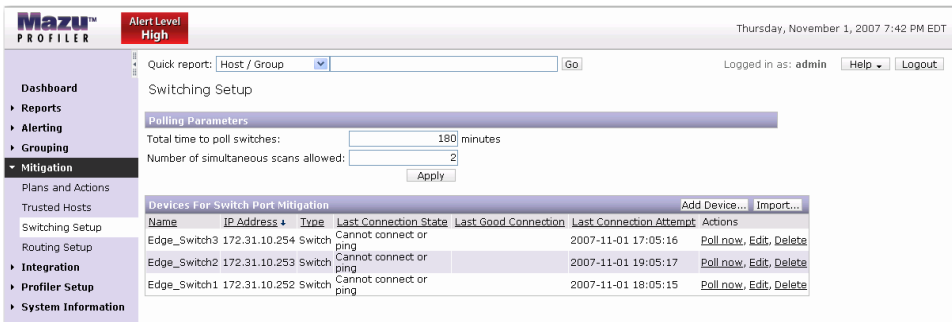 Mazu™
PROFILER
Alert Level
High
Thursday, November 1, 2007 7:42 PM EDT
Quick report: Host / Group Go Logged in as: admin Help Logout
Switching Setup
Dashboard
Reports
Alerting
Grouping
Mitigation
Plans and Actions
Trusted Hosts
Switching Setup
Routing Setup
Integration
Profiler Setup
System Information
Polling Parameters
Total time to poll switches: 180 minutes
Number of simultaneous scans allowed: 2
Apply
Devices For Switch Port Mitigation Add Device... Import...
Name IP Address Type Last Connection State Last Good Connection Last Connection Attempt Actions
Edge_Switch3 172.31.10.254 Switch Cannot connect or ping 2007-11-01 17:05:16 Poll now, Edit, Delete
Edge_Switch2 172.31.10.253 Switch Cannot connect or ping 2007-11-01 19:05:17 Poll now, Edit, Delete
Edge_Switch1 172.31.10.252 Switch Cannot connect or ping 2007-11-01 18:05:15 Poll now, Edit, Delete